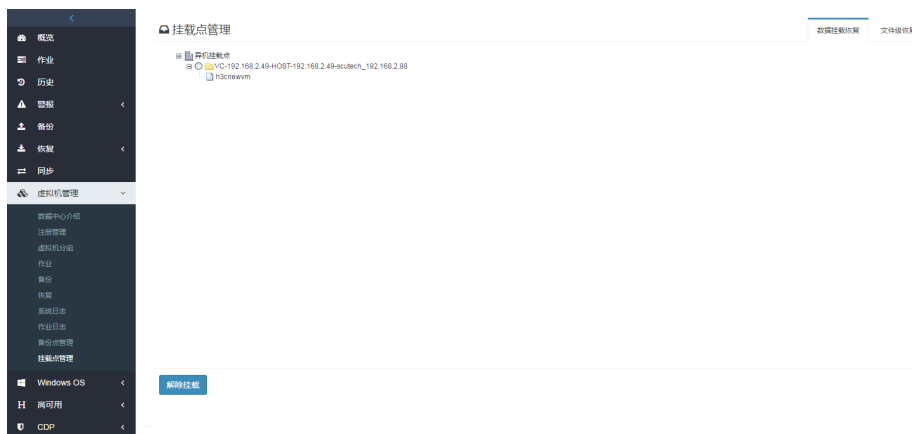 概览
作业
历史
警报
备份
恢复
同步
虚拟机管理
数据中心介绍
注册管理
虚拟机分组
作业
备份
恢复
系统日志
作业日志
备份点管理
挂载点管理
Windows OS
高可用
CDP
挂载点管理
数据挂载恢复
文件级恢复
异机挂载点
VC-192.168.2.49-HOST-192.168.2.49-scutech_192.168.2.98
h3cnewvm
解除挂载